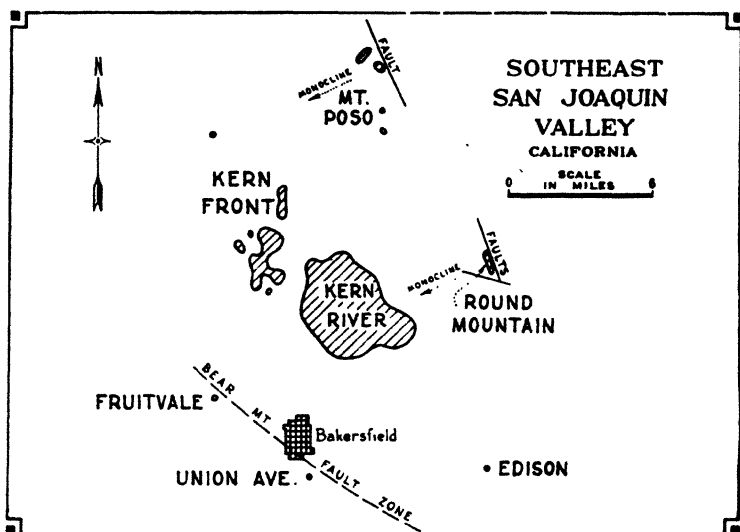 N
FAULT
MONOCLINE
MT.
POSO
SOUTHEAST
SAN JOAQUIN
VALLEY
CALIFORNIA
SCALE
0 IN MILES 6
KERN
FRONT
FAULTS
MONOCLINE
KERN
RIVER
ROUND
MOUNTAIN
BEAR MT FAULT ZONE
FRUITVALE
Bakersfield
UNION AVE.
EDISON